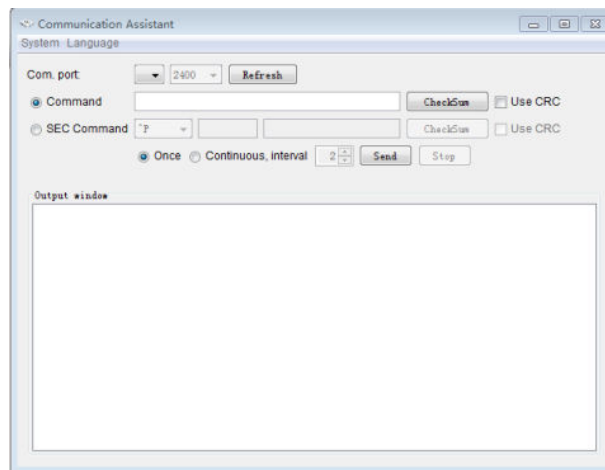 Communication Assistant
System Language
Com. port: 2400 Refresh
Command CheckSum Use CRC
SEC Command ^P CheckSum Use CRC
Once Continuous, interval 2 Send Stop
Output window